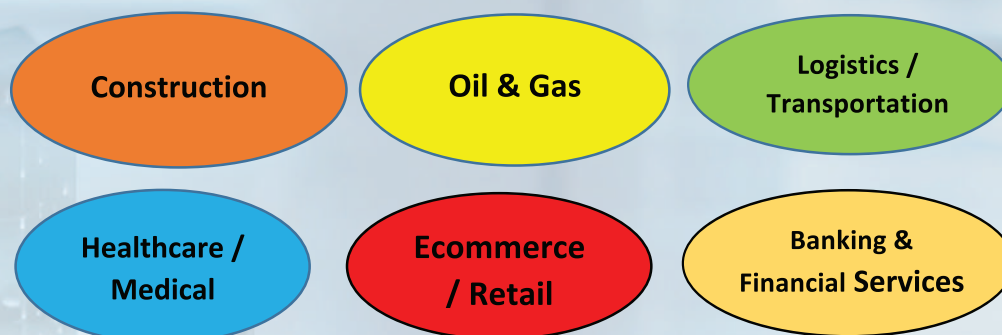 Construction
Oil & Gas
Logistics /
Transportation
Healthcare /
Medical
Ecommerce
/ Retail
Banking &
Financial Services